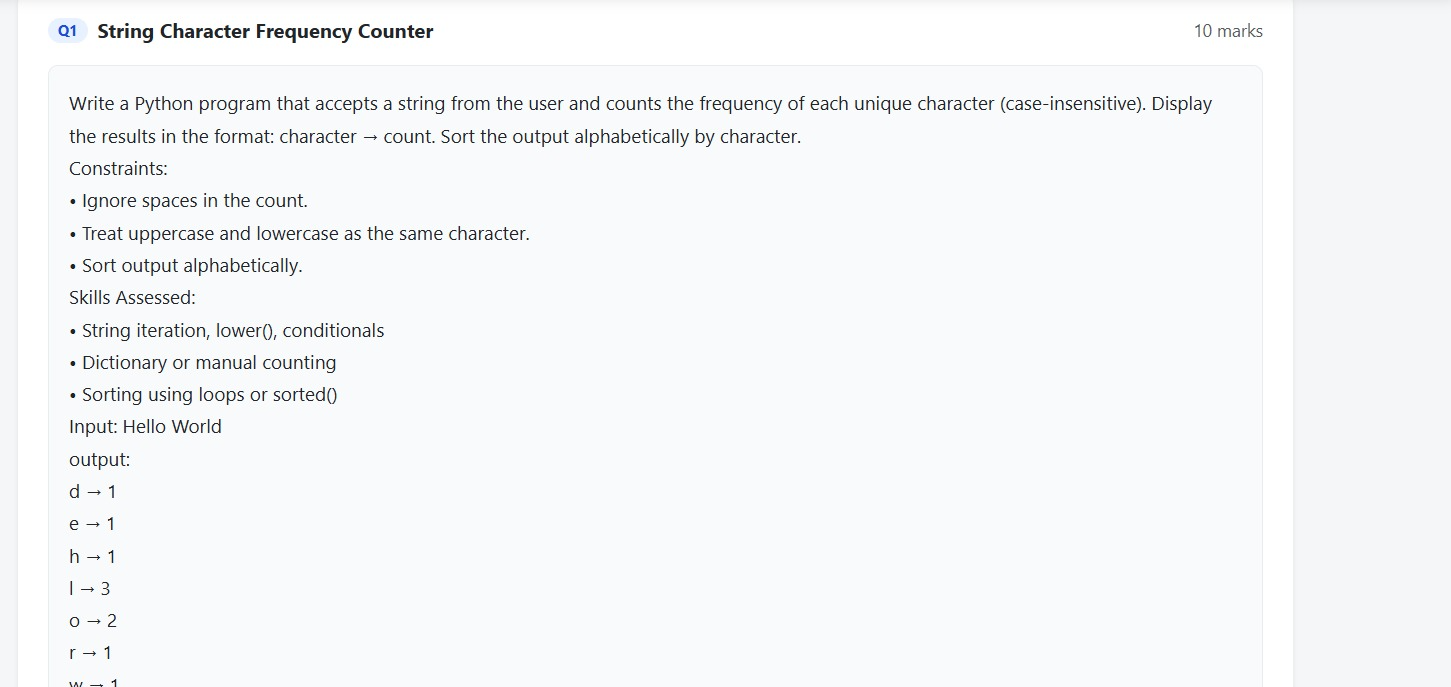 Q1 String Character Frequency Counter 10 marks
Write a Python program that accepts a string from the user and counts the frequency of each unique character (case-insensitive). Display
the results in the format: character → count. Sort the output alphabetically by character.
Constraints:
• Ignore spaces in the count.
• Treat uppercase and lowercase as the same character.
• Sort output alphabetically.
Skills Assessed:
• String iteration, lower(), conditionals
• Dictionary or manual counting
• Sorting using loops or sorted()
Input: Hello World
output:
d → 1
e → 1
h → 1
l → 3
o → 2
r → 1
w → 1